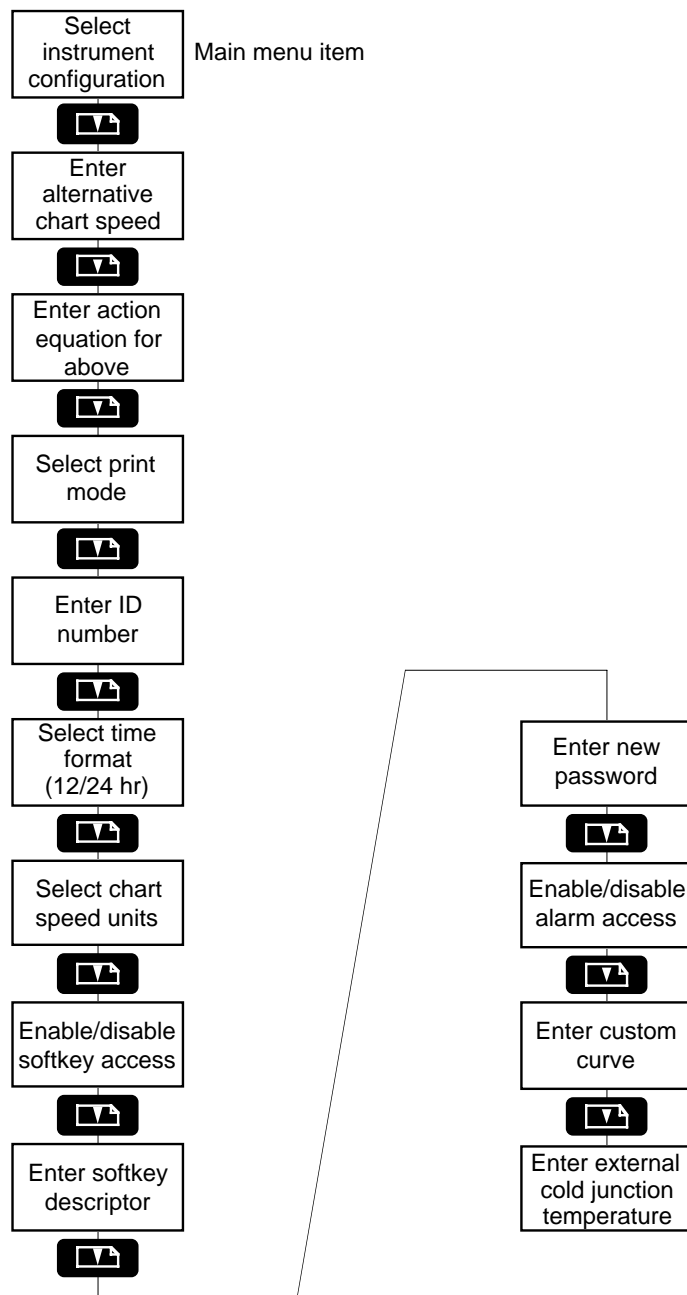 Select
instrument
configuration
Main menu item
Enter
alternative
chart speed
Enter action
equation for
above
Select print
mode
Enter ID
number
Select time
format
(12/24 hr)
Select chart
speed units
Enable/disable
softkey access
Enter softkey
descriptor
Enter new
password
Enable/disable
alarm access
Enter custom
curve
Enter external
cold junction
temperature